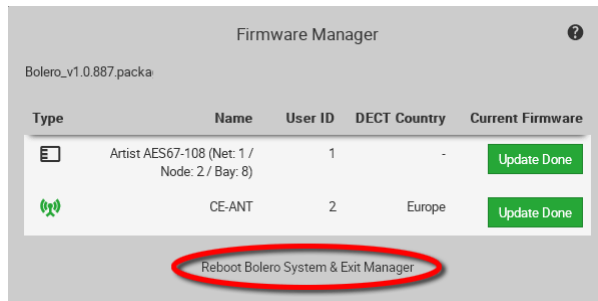 Firmware Manager
?
Bolero_v1.0.887.packa
Type Name User ID DECT Country Current Firmware
Artist AES67-108 (Net: 1 / 1 - Update Done
Node: 2 / Bay: 8)
CE-ANT 2 Europe Update Done
Reboot Bolero System & Exit Manager